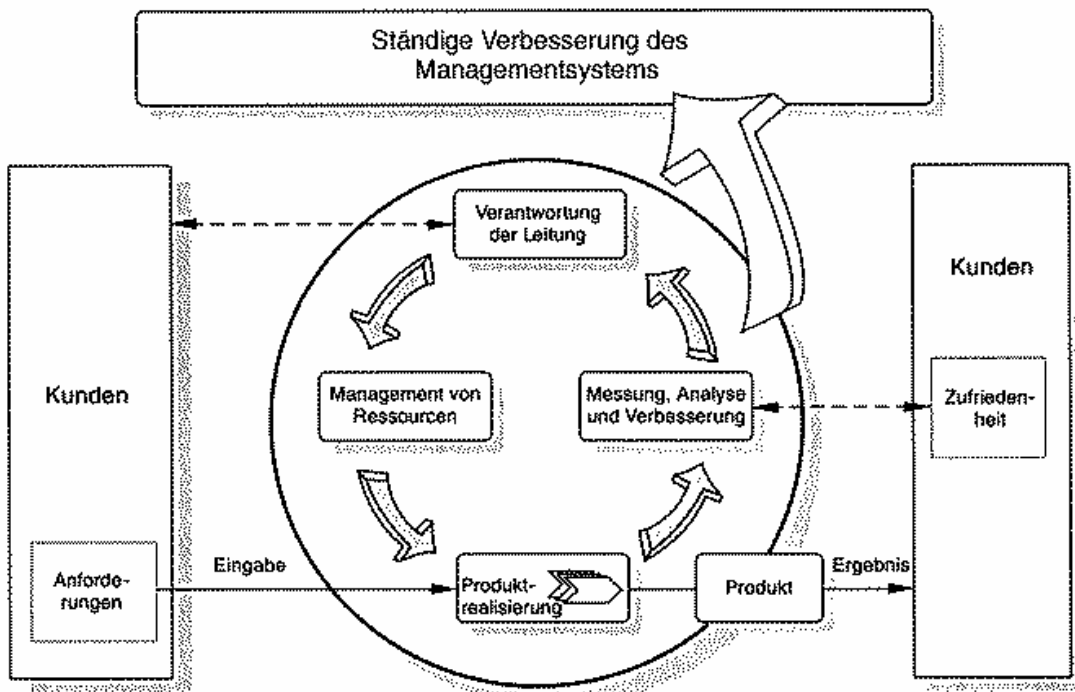 Ständige Verbesserung des
Managementsystems
Verantwortung
der Leitung
Kunden
Kunden
Management von
Ressourcen
Messung, Analyse
und Verbesserung
Zufrieden-
heit
Anforde-
rungen
Eingabe
Produkt-
realisierung
Produkt
Ergebnis